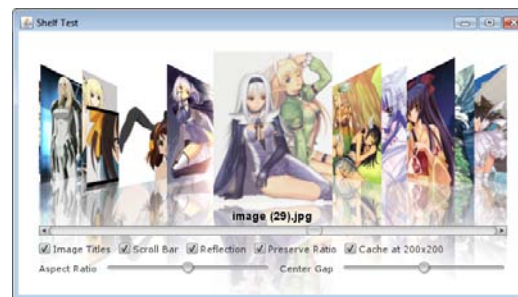 Shelf Test
image (29).jpg
Image Titles Scroll Bar Reflection Preserve Ratio Cache at 200x200
Aspect Ratio Center Gap